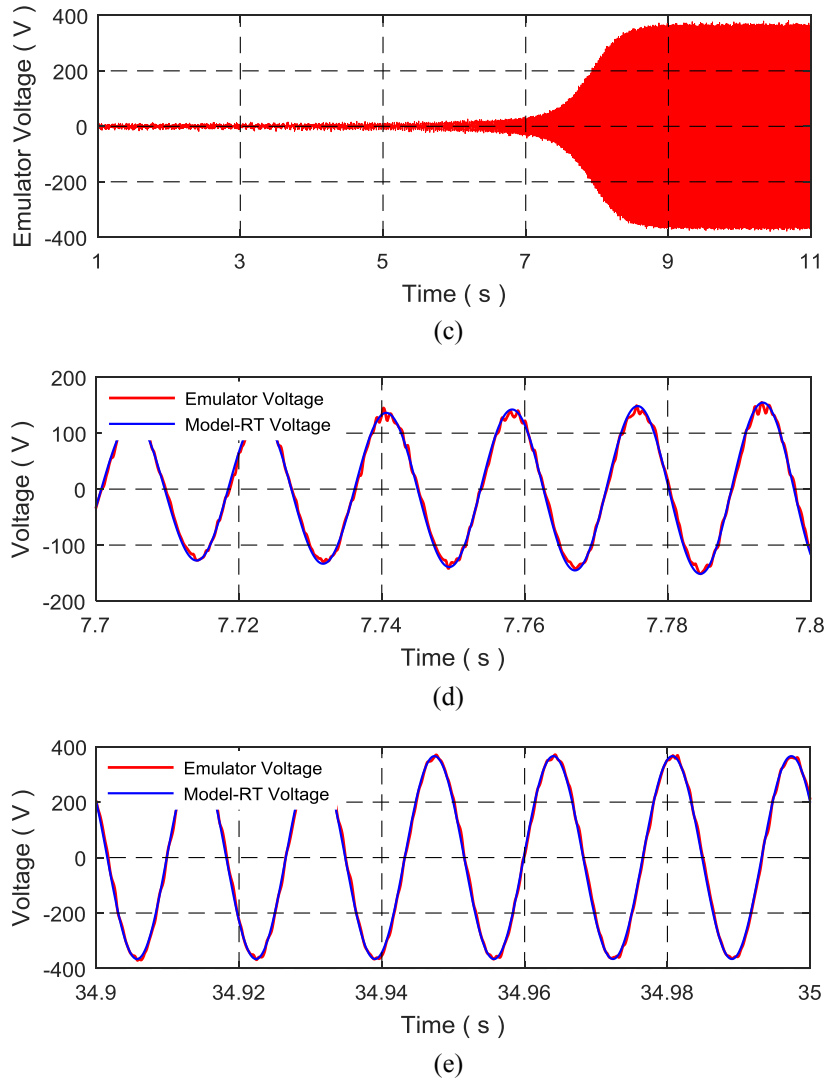 Emulator Voltage ( V )
400
200
0
-200
-400
1 3 5 7 9 11
Time ( s )
(c)
Voltage ( V )
200
100
0
-100
-200
Emulator Voltage
Model-RT Voltage
7.7 7.72 7.74 7.76 7.78 7.8
Time ( s )
(d)
Voltage ( V )
400
200
0
-200
-400
Emulator Voltage
Model-RT Voltage
34.9 34.92 34.94 34.96 34.98 35
Time ( s )
(e)